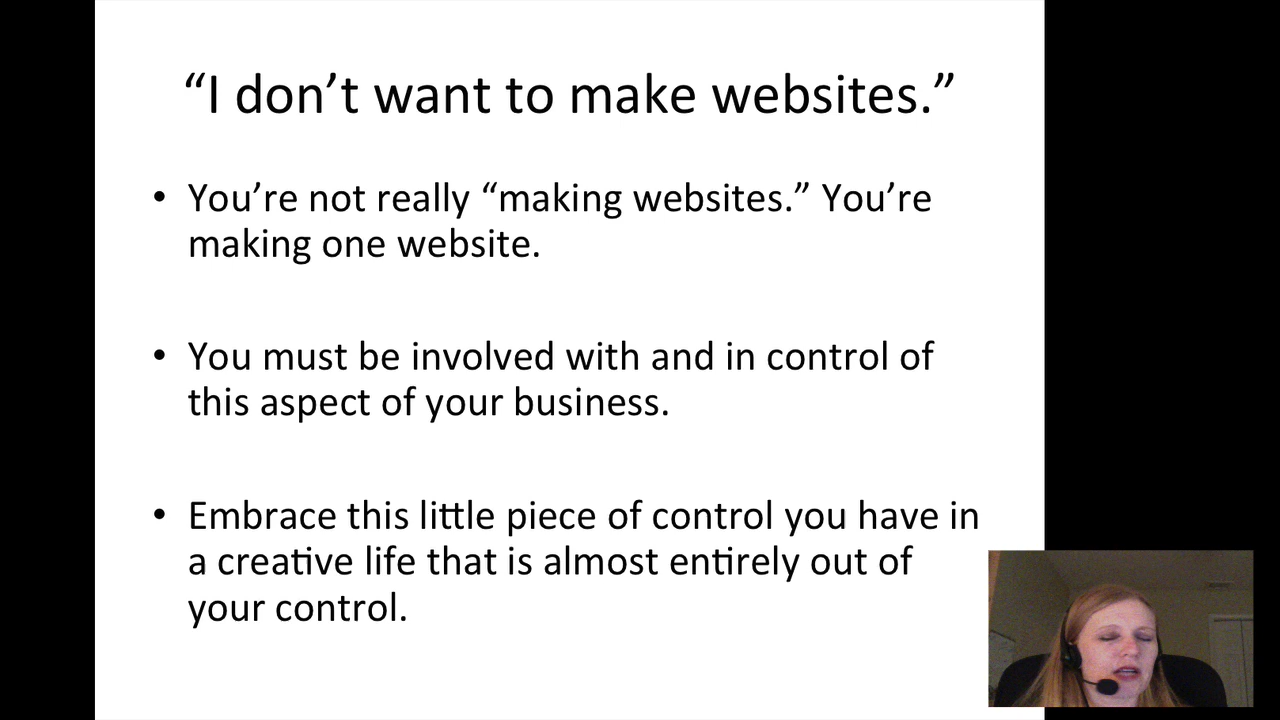 “I don’t want to make websites.”
• You’re not really “making websites.” You’re
making one website.
• You must be involved with and in control of
this aspect of your business.
• Embrace this little piece of control you have in
a creative life that is almost entirely out of
your control.